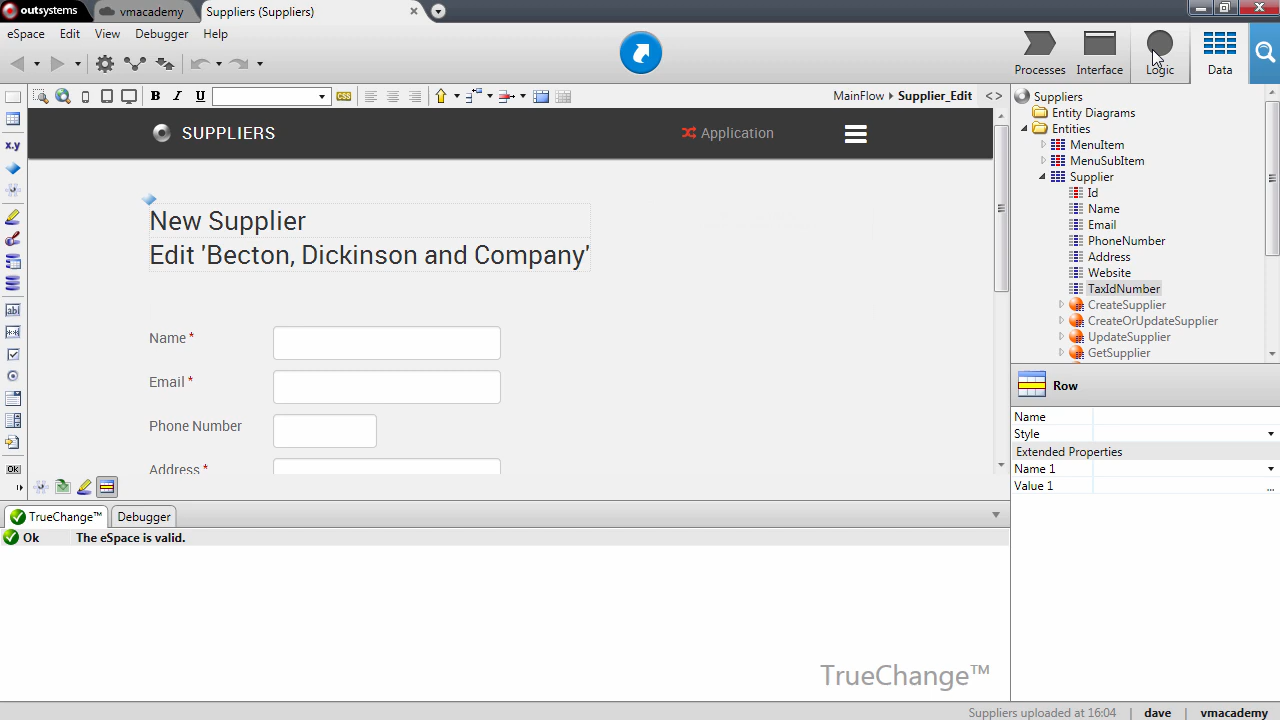 outsystems
vmacademy
Suppliers (Suppliers)
eSpace Edit View Debugger Help
Processes Interface Logic Data
B I U
CSS
MainFlow Supplier_Edit <>
x.y
SUPPLIERS
Application
New Supplier
Edit 'Becton, Dickinson and Company'
Name *
Email *
Phone Number
Address *
abl
Ok
Suppliers
Entity Diagrams
Entities
MenuItem
MenuSubItem
Supplier
Id
Name
Email
PhoneNumber
Address
Website
TaxIdNumber
CreateSupplier
CreateOrUpdateSupplier
UpdateSupplier
GetSupplier
Row
Name
Style
Extended Properties
Name 1
Value 1
...
TrueChange™ Debugger
Ok The eSpace is valid.
TrueChange™
Suppliers uploaded at 16:04 dave vmacademy